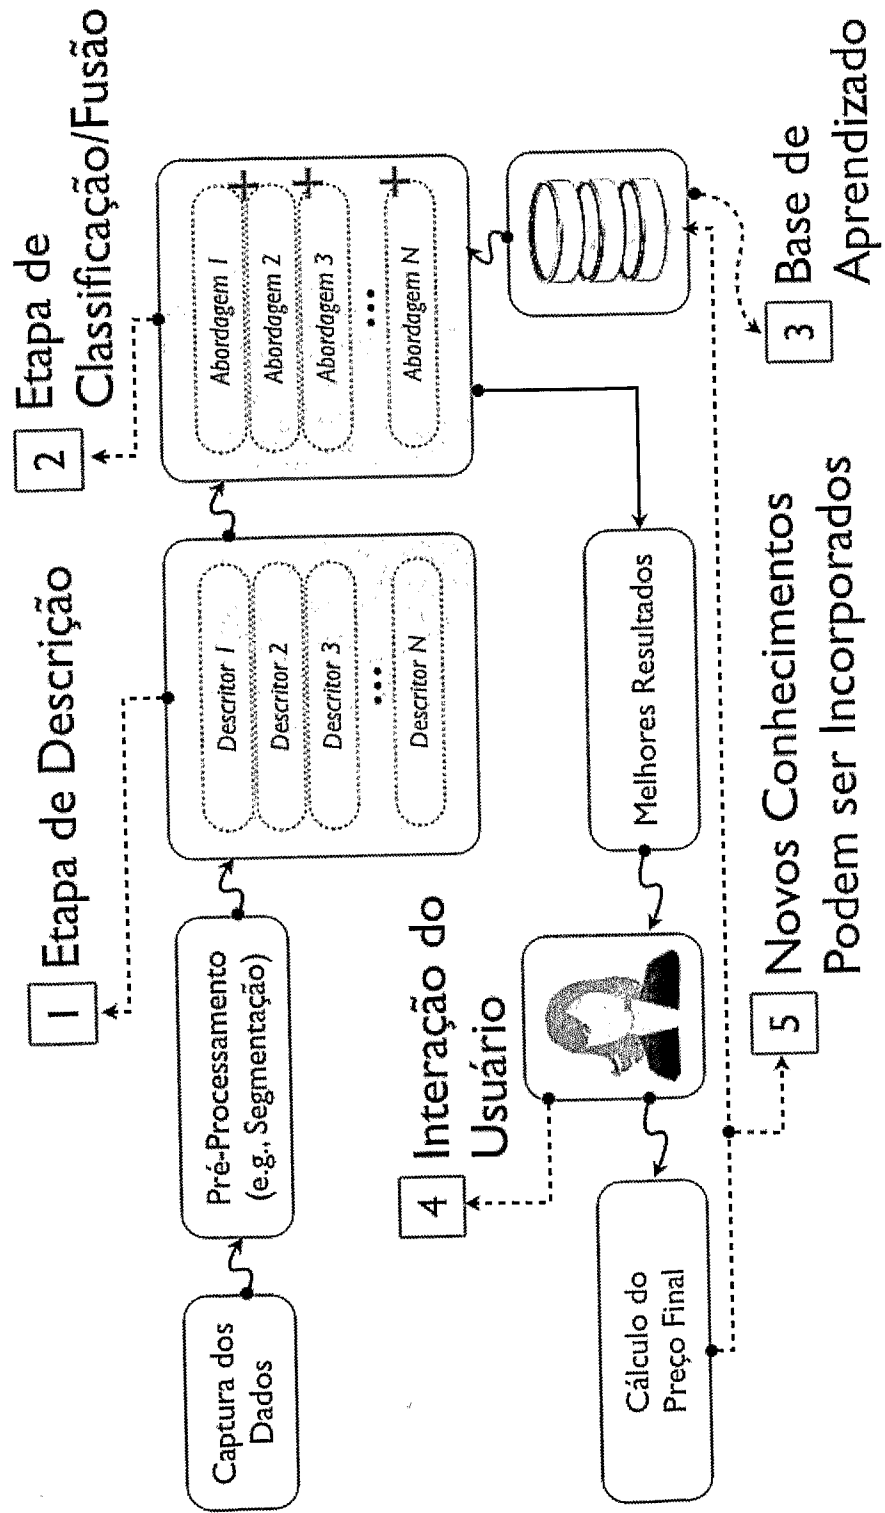 1
Etapa de Descrição
2
Etapa de
Classificação/Fusão
Captura dos
Dados
Pré-Processamento
(e.g., Segmentação)
Descritor 1
Descritor 2
Descritor 3
...
Descritor N
Abordagem 1
+
Abordagem 2
+
Abordagem 3
...
+
Abordagem N
4
Interação do
Usuário
Cálculo do
Preço Final
Melhores Resultados
5
Novos Conhecimentos
Podem ser Incorporados
3
Base de
Aprendizado